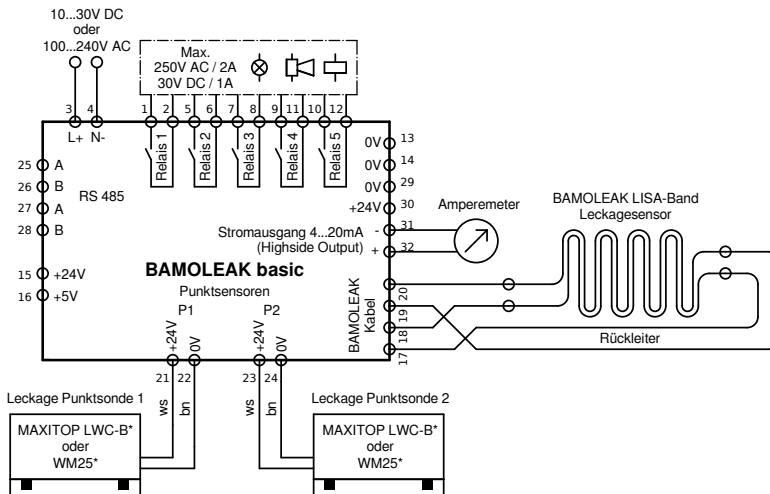 10...30V DC
oder
100...240V AC
Max.
250V AC / 2A
30V DC / 1A
3 4 1 2 5 6 7 8 9 11 10 12
L+ N-
Relais 1
Relais 2
Relais 3
Relais 4
Relais 5
0V 13
0V 14
0V 29
+24V 30
- 31
+ 32
25 A
26 B
27 A
28 B
RS 485
15 +24V
16 +5V
Stromausgang 4...20mA
(Highside Output)
Amperemeter
BAMOLEAK LISA-Band
Leckagesensor
BAMOLEAK basic
Punktsensoren
P1 P2
+24V
0V
+24V
0V
BAMOLEAK
Kabel
20
19
18
17
Rückleiter
21 22 23 24
ws
bn
ws
bn
Leckage Punktsonde 1
MAXITOP LWC-B*
oder
WM25*
Leckage Punktsonde 2
MAXITOP LWC-B*
oder
WM25*